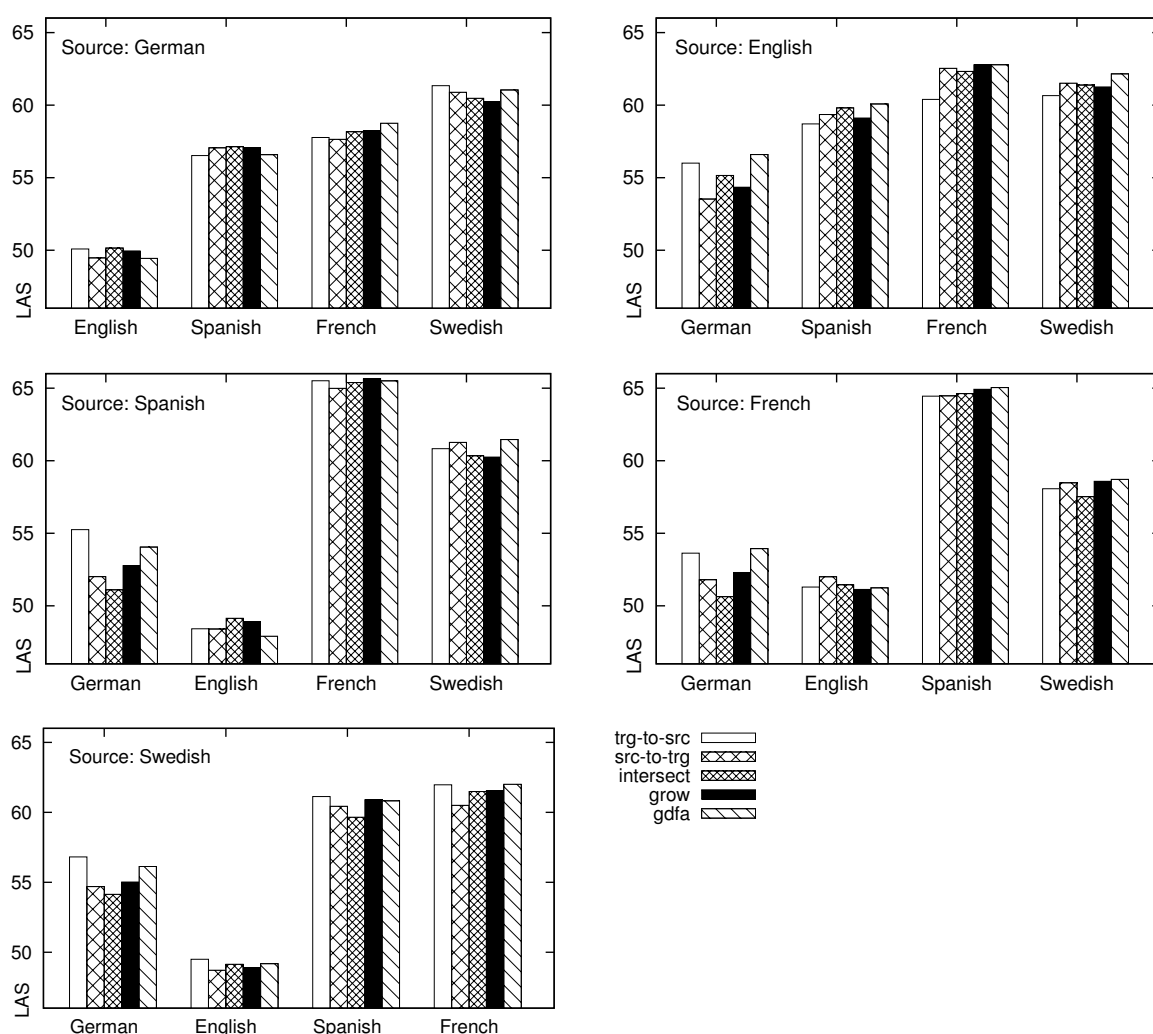 Source: German
65
60
55
50
LAS
English Spanish French Swedish
Source: English
65
60
55
50
LAS
German Spanish French Swedish
Source: Spanish
65
60
55
50
LAS
German English French Swedish
Source: French
65
60
55
50
LAS
German English Spanish Swedish
Source: Swedish
65
60
55
50
LAS
German English Spanish French
trg-to-src
src-to-trg
intersect
grow
gdfa